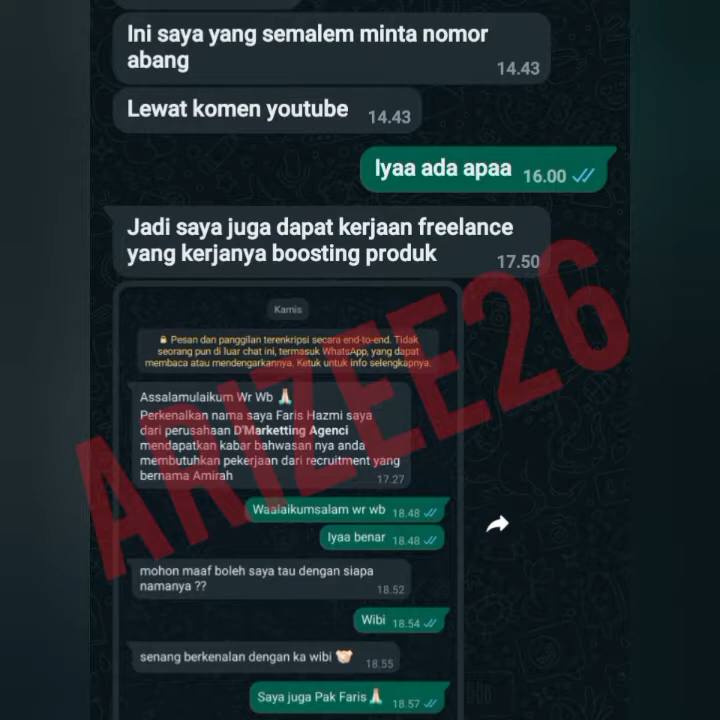 Ini saya yang semalem minta nomor
abang
14.43
Lewat komen youtube 14.43
Iyaa ada apaa 16.00
Jadi saya juga dapat kerjaan freelance
yang kerjanya boosting produk
17.50
Kamis
Pesan dan panggilan terenkripsi secara end-to-end. Tidak
seorang pun di luar chat ini, termasuk WhatsApp, yang dapat
membaca atau mendengarkannya. Ketuk untuk info selengkapnya.
Assalamulaikum Wr Wb
Perkenalkan nama saya Faris Hazmi saya
dari perusahaan D'Marketting Agenci
mendapatkan kabar bahwasan nya anda
membutuhkan pekerjaan dari recruitment yang
bernama Amirah
17.27
Waalaikumsalam wr wb 18.48
Iyaa benar 18.48
mohon maaf boleh saya tau dengan siapa
namanya ??
18.52
Wibi 18.54
senang berkenalan dengan ka wibi 18.55
Saya juga Pak Faris 18.57
ARIZEE26